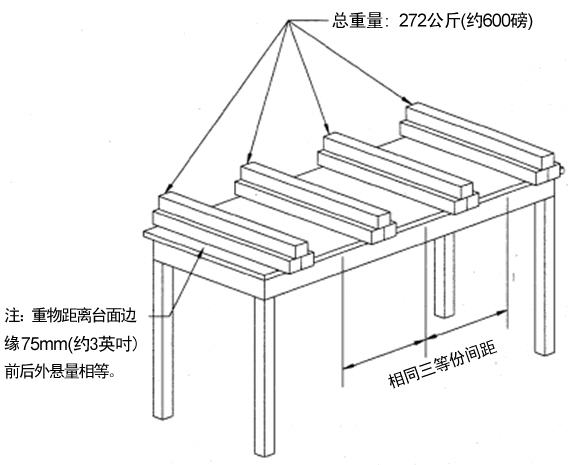 总重量：272公斤(约600磅)
注：重物距离台面边
缘75mm(约3英吋)
前后外悬量相等。
相同三等份间距